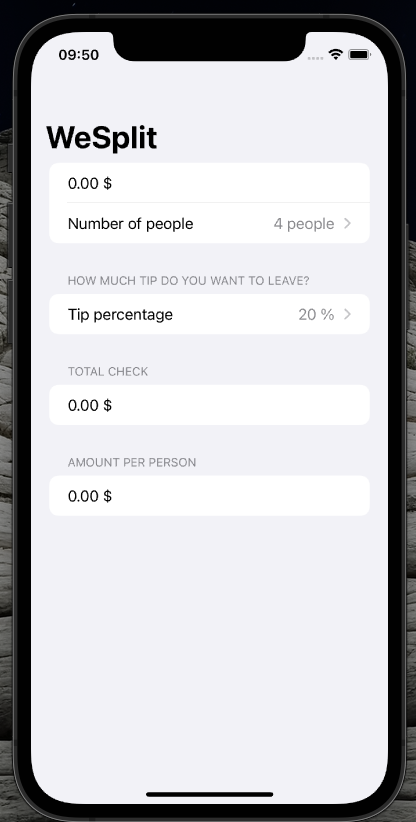 09:50
WeSplit
0.00 $
Number of people 4 people
HOW MUCH TIP DO YOU WANT TO LEAVE?
Tip percentage 20 %
TOTAL CHECK
0.00 $
AMOUNT PER PERSON
0.00 $